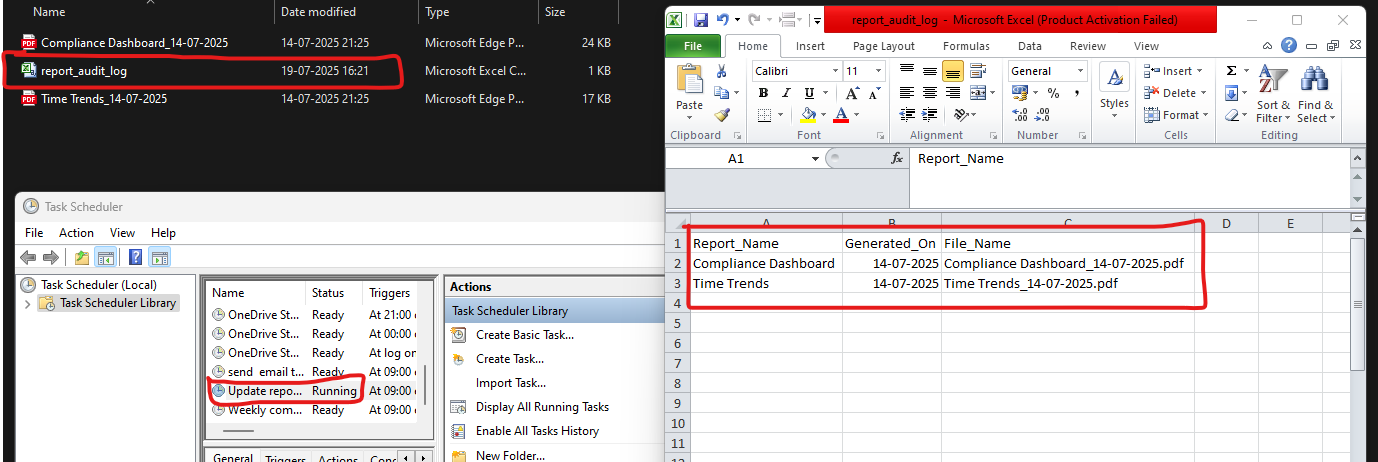 Name Date modified Type Size
Compliance Dashboard_14-07-2025 14-07-2025 21:25 Microsoft Edge P... 24 KB
report_audit_log 19-07-2025 16:21 Microsoft Excel C... 1 KB
Time Trends_14-07-2025 14-07-2025 21:25 Microsoft Edge P... 17 KB
Task Scheduler
File Action View Help
Task Scheduler (Local)
Task Scheduler Library
Name Status Triggers
OneDrive St... Ready At 21:00
OneDrive St... Ready At 00:00
OneDrive St... Ready At log on
send email t... Ready At 09:00
Update repo... Running At 09:00
Weekly com... Ready At 09:00
General Triggers Actions
Actions
Task Scheduler Library
Create Basic Task...
Create Task...
Import Task...
Display All Running Tasks
Enable All Tasks History
New Folder...
report_audit_log - Microsoft Excel (Product Activation Failed)
File Home Insert Page Layout Formulas Data Review View
Calibri 11 General Insert
Paste B I U A A A % , Styles Delete Sort & Find &
Format Filter Select
Clipboard Font Alignment Number Cells Editing
A1 fx Report_Name
A B C D E
1 Report_Name Generated_On File_Name
2 Compliance Dashboard 14-07-2025 Compliance Dashboard_14-07-2025.pdf
3 Time Trends 14-07-2025 Time Trends_14-07-2025.pdf
4
5
6
7
8
9
10
11